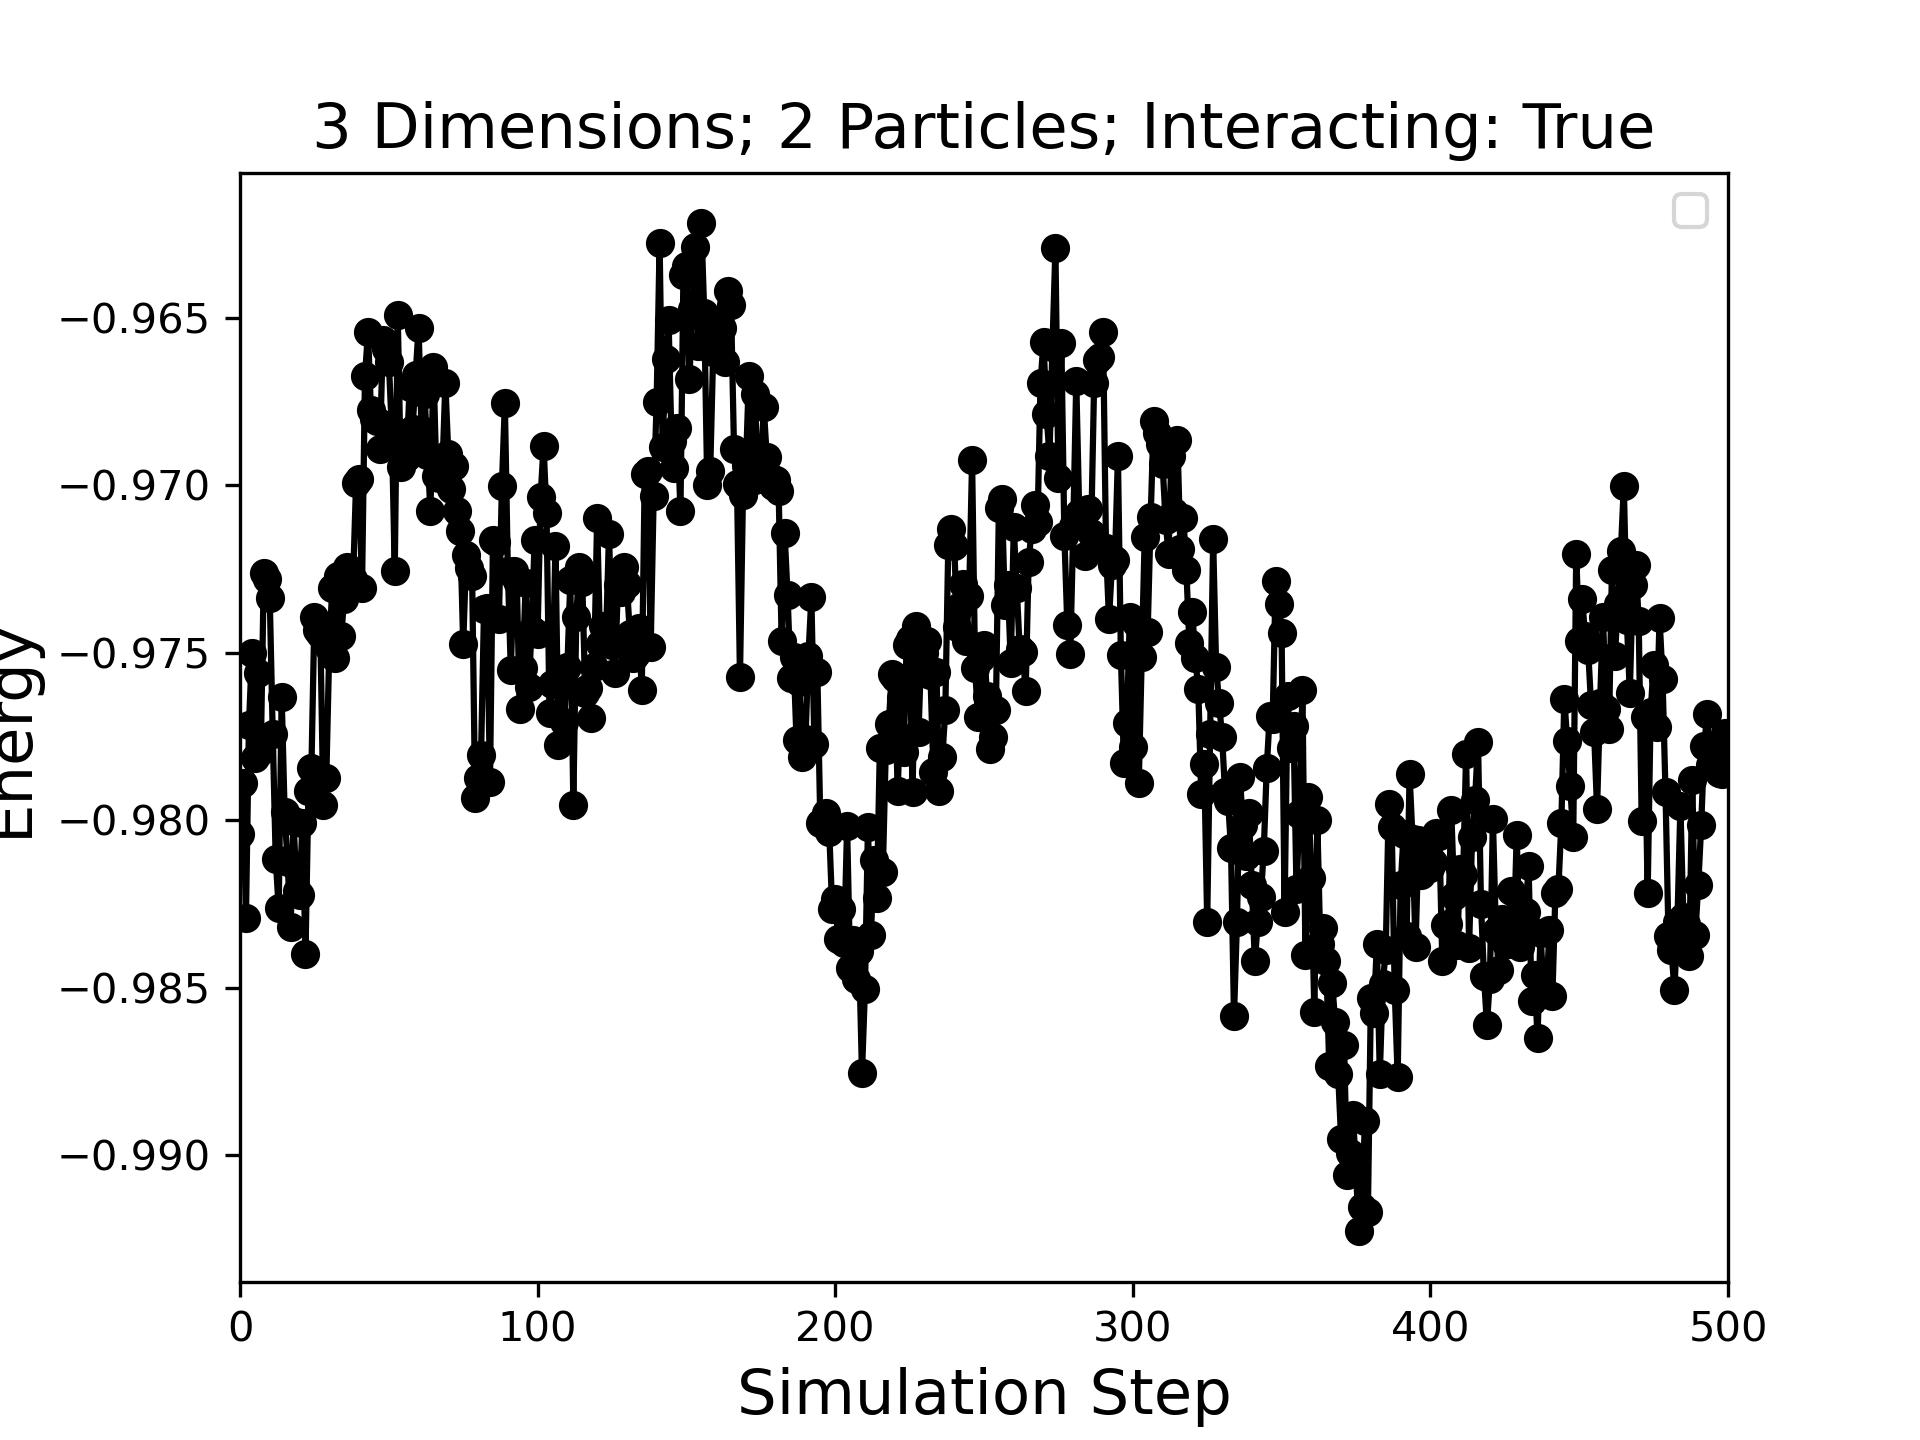 3 Dimensions; 2 Particles; Interacting: True
Energy
−0.965
−0.970
−0.975
−0.980
−0.985
−0.990
0 100 200 300 400 500
Simulation Step